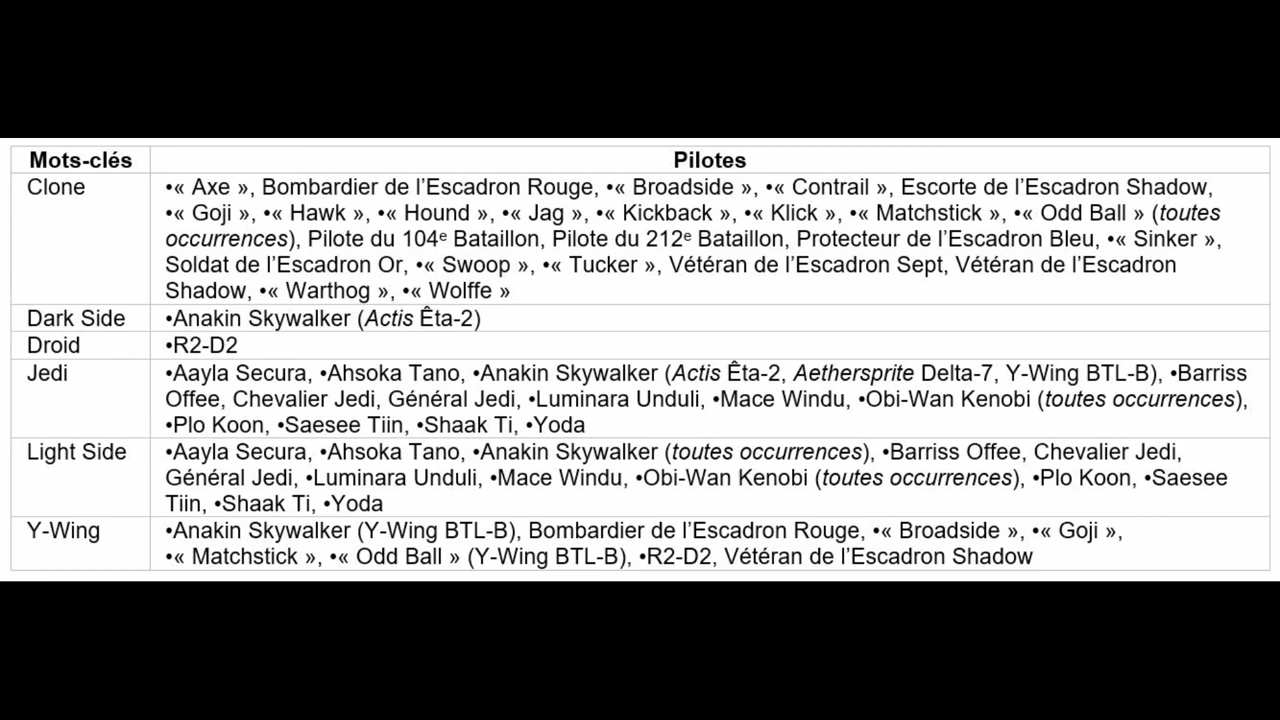 Mots-clés Pilotes
Clone •« Axe », Bombardier de l’Escadron Rouge, •« Broadside », •« Contrail », Escorte de l’Escadron Shadow,
•« Goji », •« Hawk », •« Hound », •« Jag », •« Kickback », •« Klick », •« Matchstick », •« Odd Ball » (toutes
occurrences), Pilote du 104ᵉ Bataillon, Pilote du 212ᵉ Bataillon, Protecteur de l’Escadron Bleu, •« Sinker »,
Soldat de l’Escadron Or, •« Swoop », •« Tucker », Vétéran de l’Escadron Sept, Vétéran de l’Escadron
Shadow, •« Warthog », •« Wolffe »
Dark Side •Anakin Skywalker (Actis Êta-2)
Droid •R2-D2
Jedi •Aayla Secura, •Ahsoka Tano, •Anakin Skywalker (Actis Êta-2, Aethersprite Delta-7, Y-Wing BTL-B), •Barriss
Offee, Chevalier Jedi, Général Jedi, •Luminara Unduli, •Mace Windu, •Obi-Wan Kenobi (toutes occurrences),
•Plo Koon, •Saesee Tiin, •Shaak Ti, •Yoda
Light Side •Aayla Secura, •Ahsoka Tano, •Anakin Skywalker (toutes occurrences), •Barriss Offee, Chevalier Jedi,
Général Jedi, •Luminara Unduli, •Mace Windu, •Obi-Wan Kenobi (toutes occurrences), •Plo Koon, •Saesee
Tiin, •Shaak Ti, •Yoda
Y-Wing •Anakin Skywalker (Y-Wing BTL-B), Bombardier de l’Escadron Rouge, •« Broadside », •« Goji »,
•« Matchstick », •« Odd Ball » (Y-Wing BTL-B), •R2-D2, Vétéran de l’Escadron Shadow